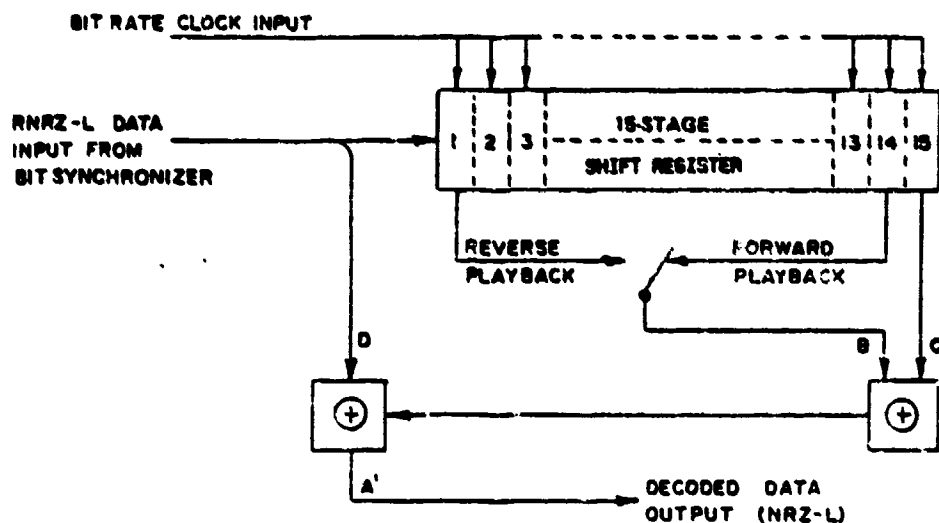 BIT RATE CLOCK INPUT
RNRZ-L DATA
INPUT FROM
BIT SYNCHRONIZER
1 2 3
15-STAGE
SHIFT REGISTER
13 14 15
REVERSE
PLAYBACK
FORWARD
PLAYBACK
D
B
C
+
+
A'
DECODED DATA
OUTPUT (NRZ-L)